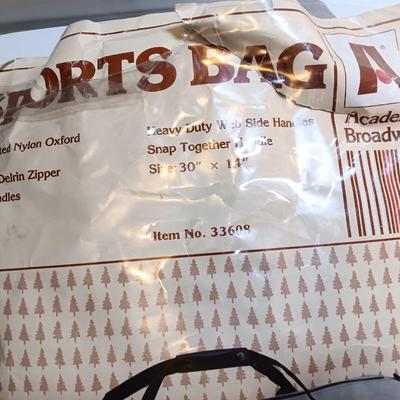 SPORTS BAG
ted Nylon Oxford
Delrin Zipper
dles
Heavy Duty Web Side Handles
Snap Together Handle
Size: 30" × 14"
Item No. 33608
Acade
Broadw